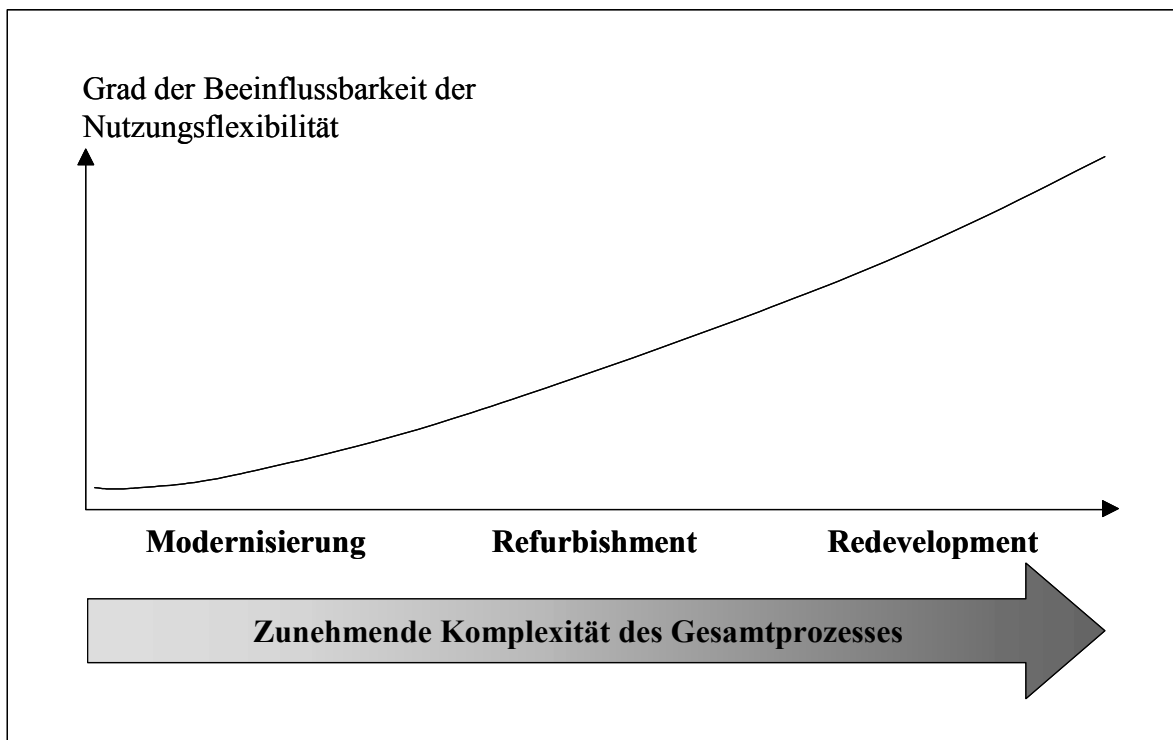 Grad der Beeinflussbarkeit der
Nutzungsflexibilität
Modernisierung Refurbishment Redevelopment
Zunehmende Komplexität des Gesamtprozesses